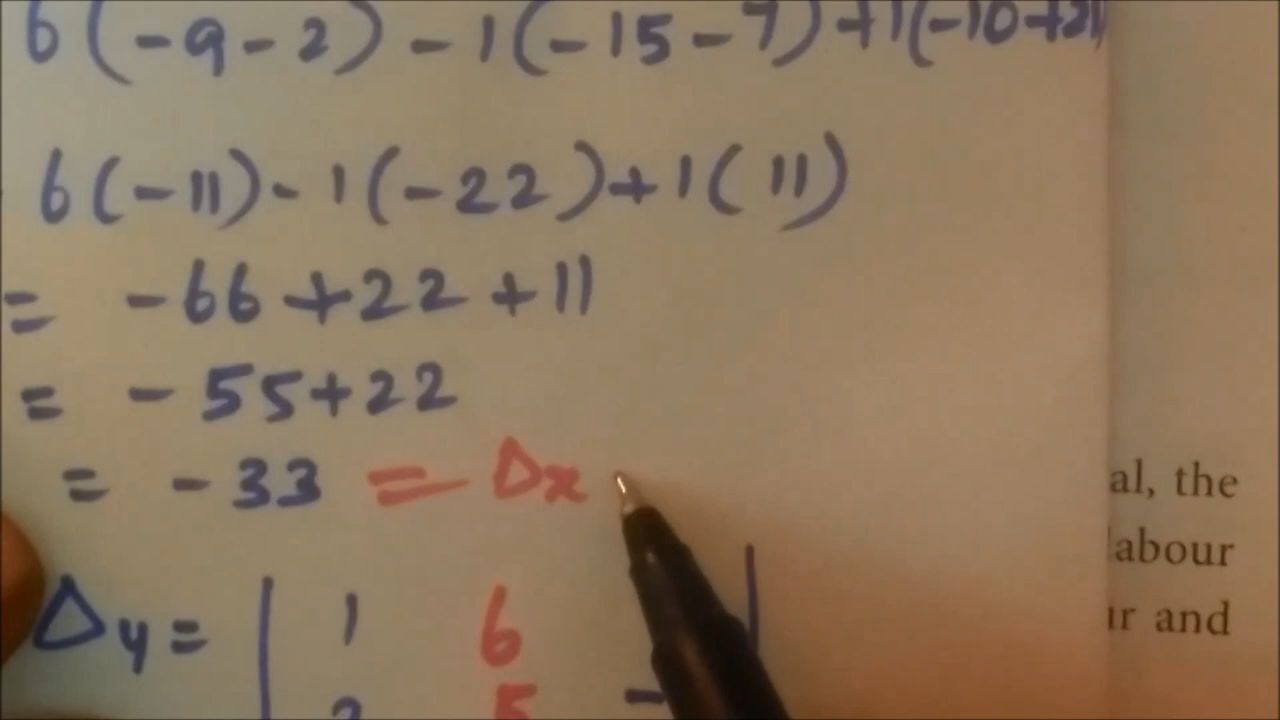 6(-9-2)-1(-15-7)+1(-10+21)
6(-11)-1(-22)+1(11)
= -66+22+11
= -55+22
= -33 = Δx
Δy = | 1 6 |
5 -
al, the
labour
and